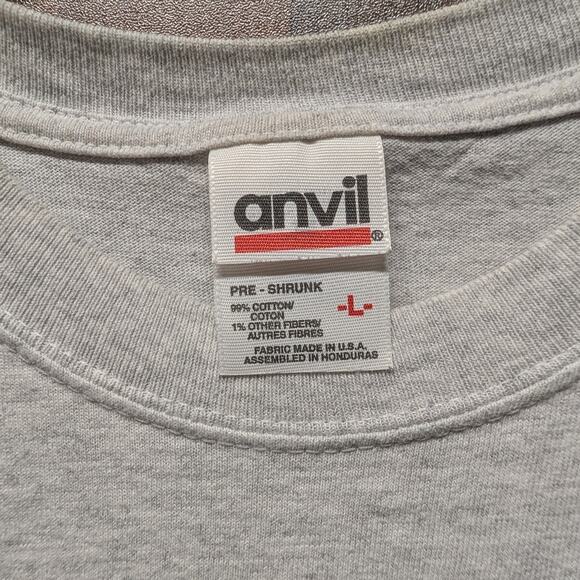 anvil®
PRE - SHRUNK
99% COTTON/
COTON
1% OTHER FIBERS/
AUTRES FIBRES
-L-
FABRIC MADE IN U.S.A.
ASSEMBLED IN HONDURAS